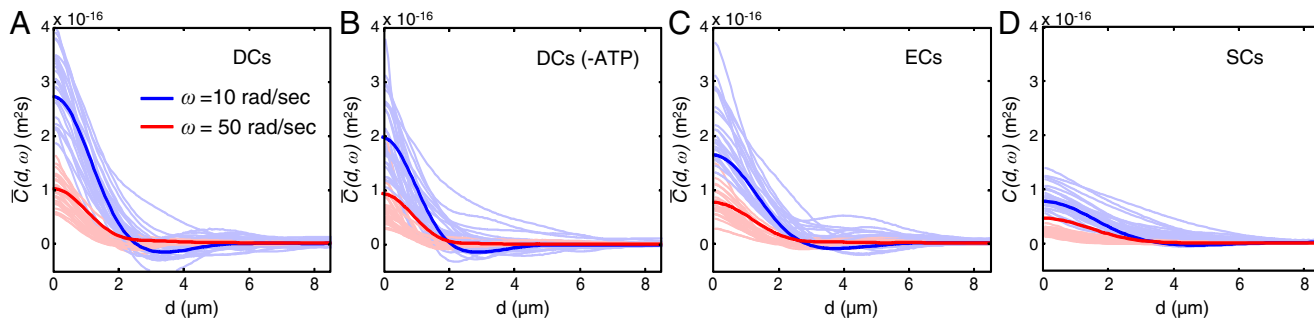 A
x 10⁻¹⁶
DCs
ω =10 rad/sec
ω = 50 rad/sec
C̅(d, ω) (m²s)
4
3
2
1
0
0 2 4 6 8
d (µm)
B
x 10⁻¹⁶
DCs (-ATP)
C̅(d, ω) (m²s)
4
3
2
1
0
0 2 4 6 8
d (µm)
C
x 10⁻¹⁶
ECs
C̅(d, ω) (m²s)
4
3
2
1
0
0 2 4 6 8
d (µm)
D
x 10⁻¹⁶
SCs
C(d, ω) (m²s)
4
3
2
1
0
0 2 4 6 8
d (µm)